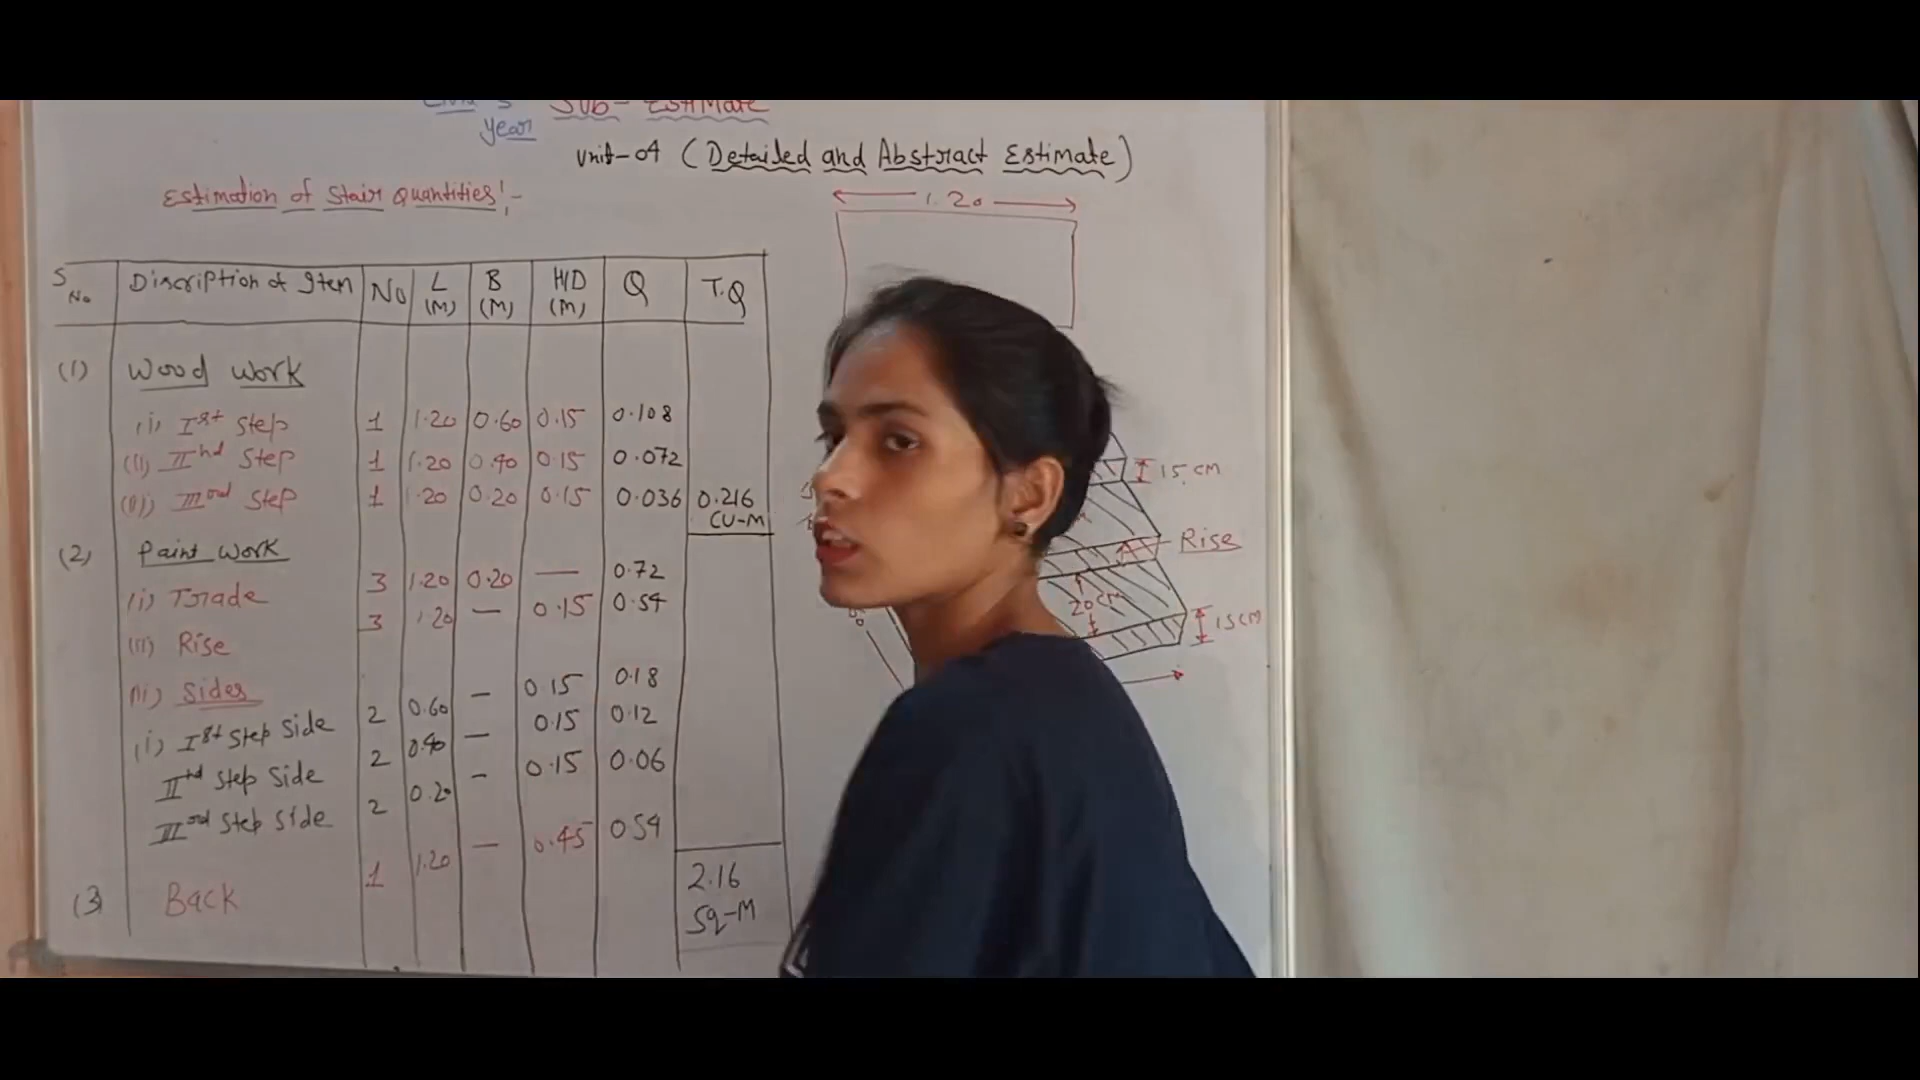 year Sub- Estimate
Unit-04 (Detailed and Abstract Estimate)
Estimation of Stair Quantities:-
S No Discription of Item No L (M) B (M) H/D (M) Q T.Q
(1) Wood Work
(i) Ist Step 1 1.20 0.60 0.15 0.108
(ii) IInd Step 1 1.20 0.40 0.15 0.072
(iii) IIIord Step 1 1.20 0.20 0.15 0.036 0.216 CU-M
(2) Paint Work
(i) Trade 3 1.20 0.20 — 0.72
(ii) Rise 3 1.20 — 0.15 0.54
(iii) Sides
(i) Ist Step Side 2 0.60 — 0.15 0.18
IInd Step Side 2 0.40 — 0.15 0.12
IIIord Step Side 2 0.20 — 0.15 0.06
(3) Back 1 1.20 — 0.45 0.54
2.16 Sq-M
1.20
15 CM
Rise
20 CM
15 CM